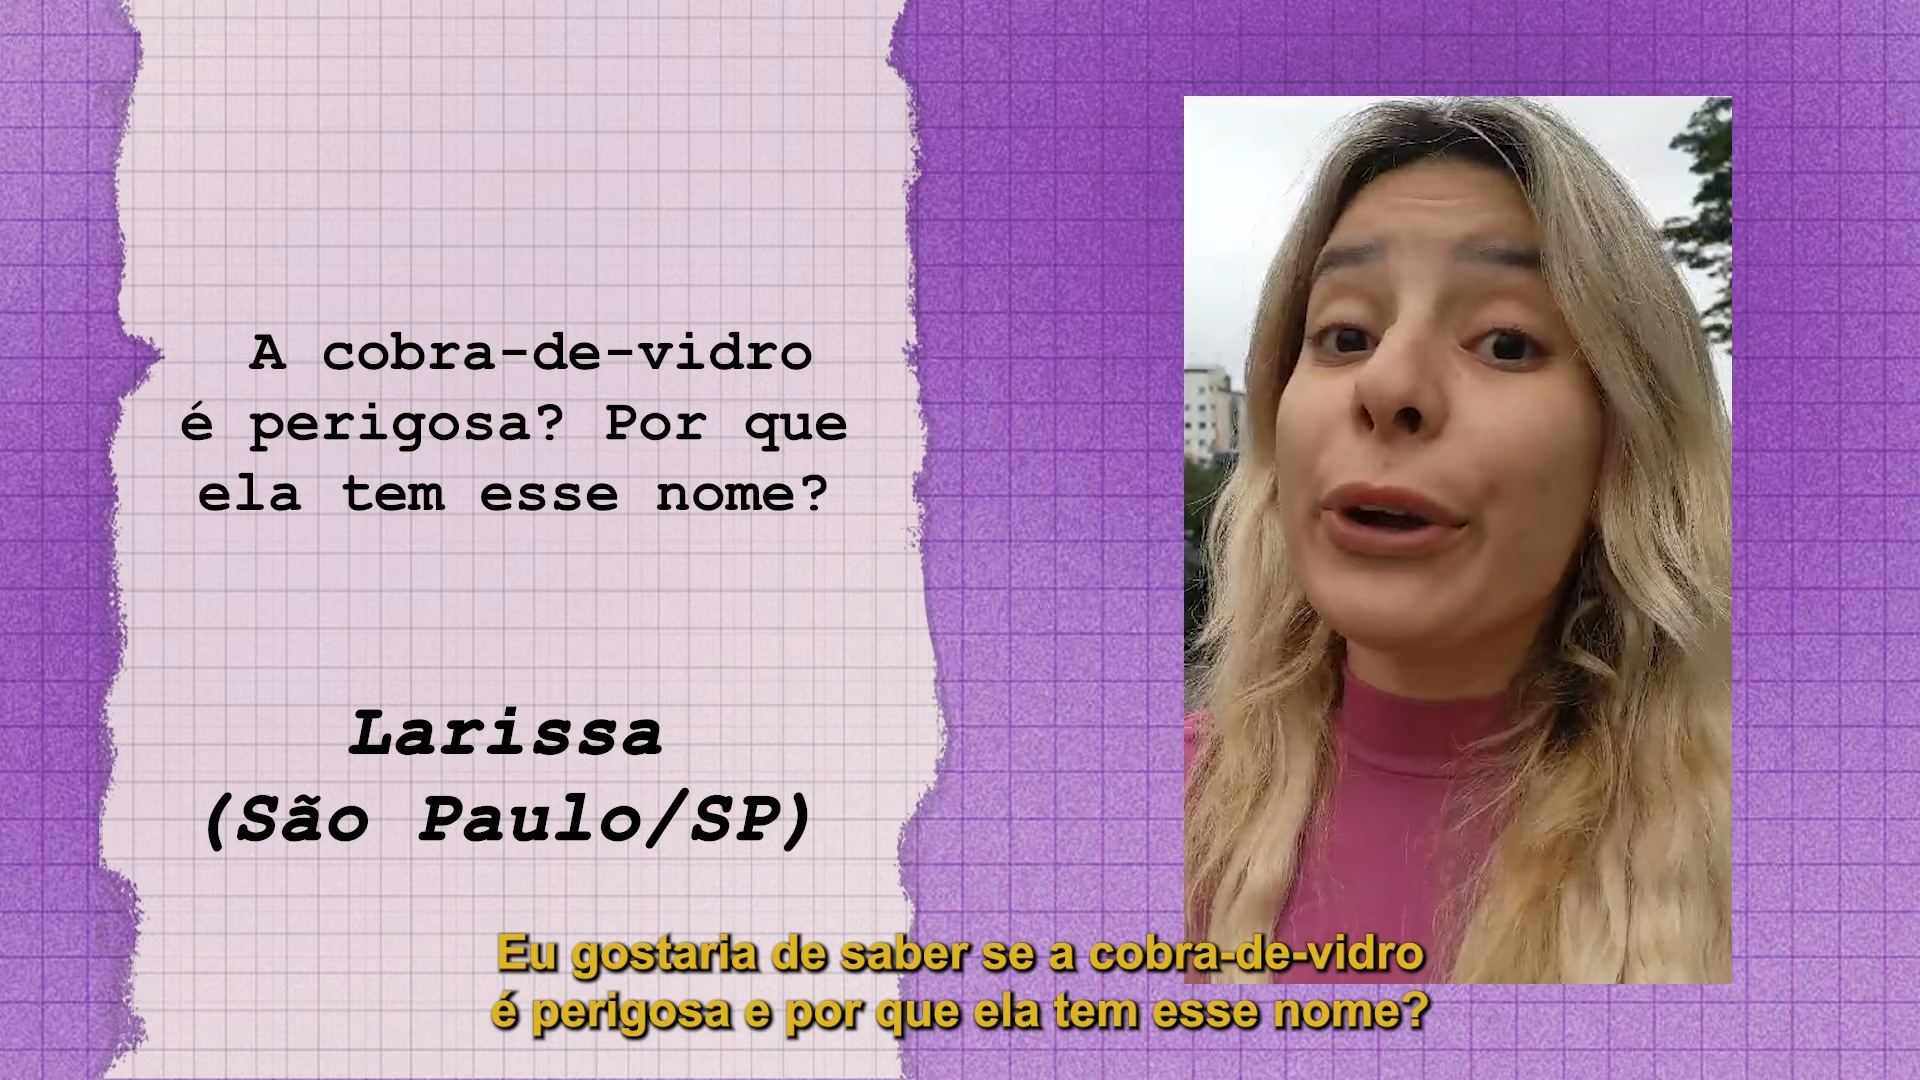 A cobra-de-vidro
é perigosa? Por que
ela tem esse nome?
Larissa
(São Paulo/SP)
Eu gostaria de saber se a cobra-de-vidro
é perigosa e por que ela tem esse nome?